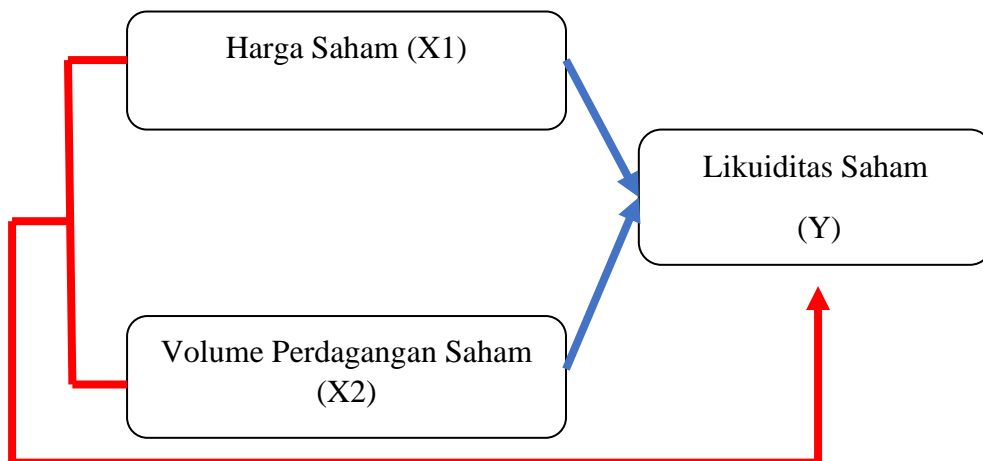 Harga Saham (X1)
Likuiditas Saham
(Y)
Volume Perdagangan Saham
(X2)